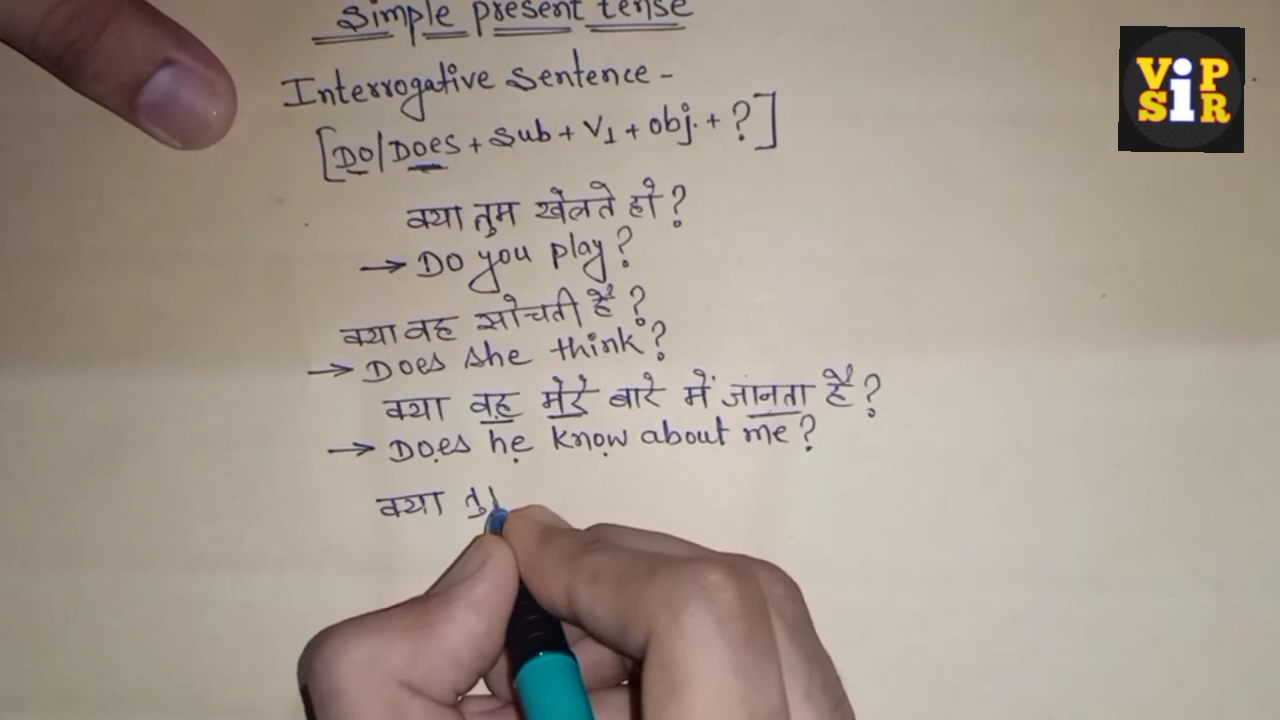 Simple present tense
Interrogative Sentence -
[Do/Does + Sub + V1 + obj. + ?]
क्या तुम खेलते हो ?
→ Do you play ?
क्या वह सोचती है ?
→ Does she think ?
क्या वह मेरे बारे में जानता है ?
→ Does he know about me ?
क्या
ViP
SiR